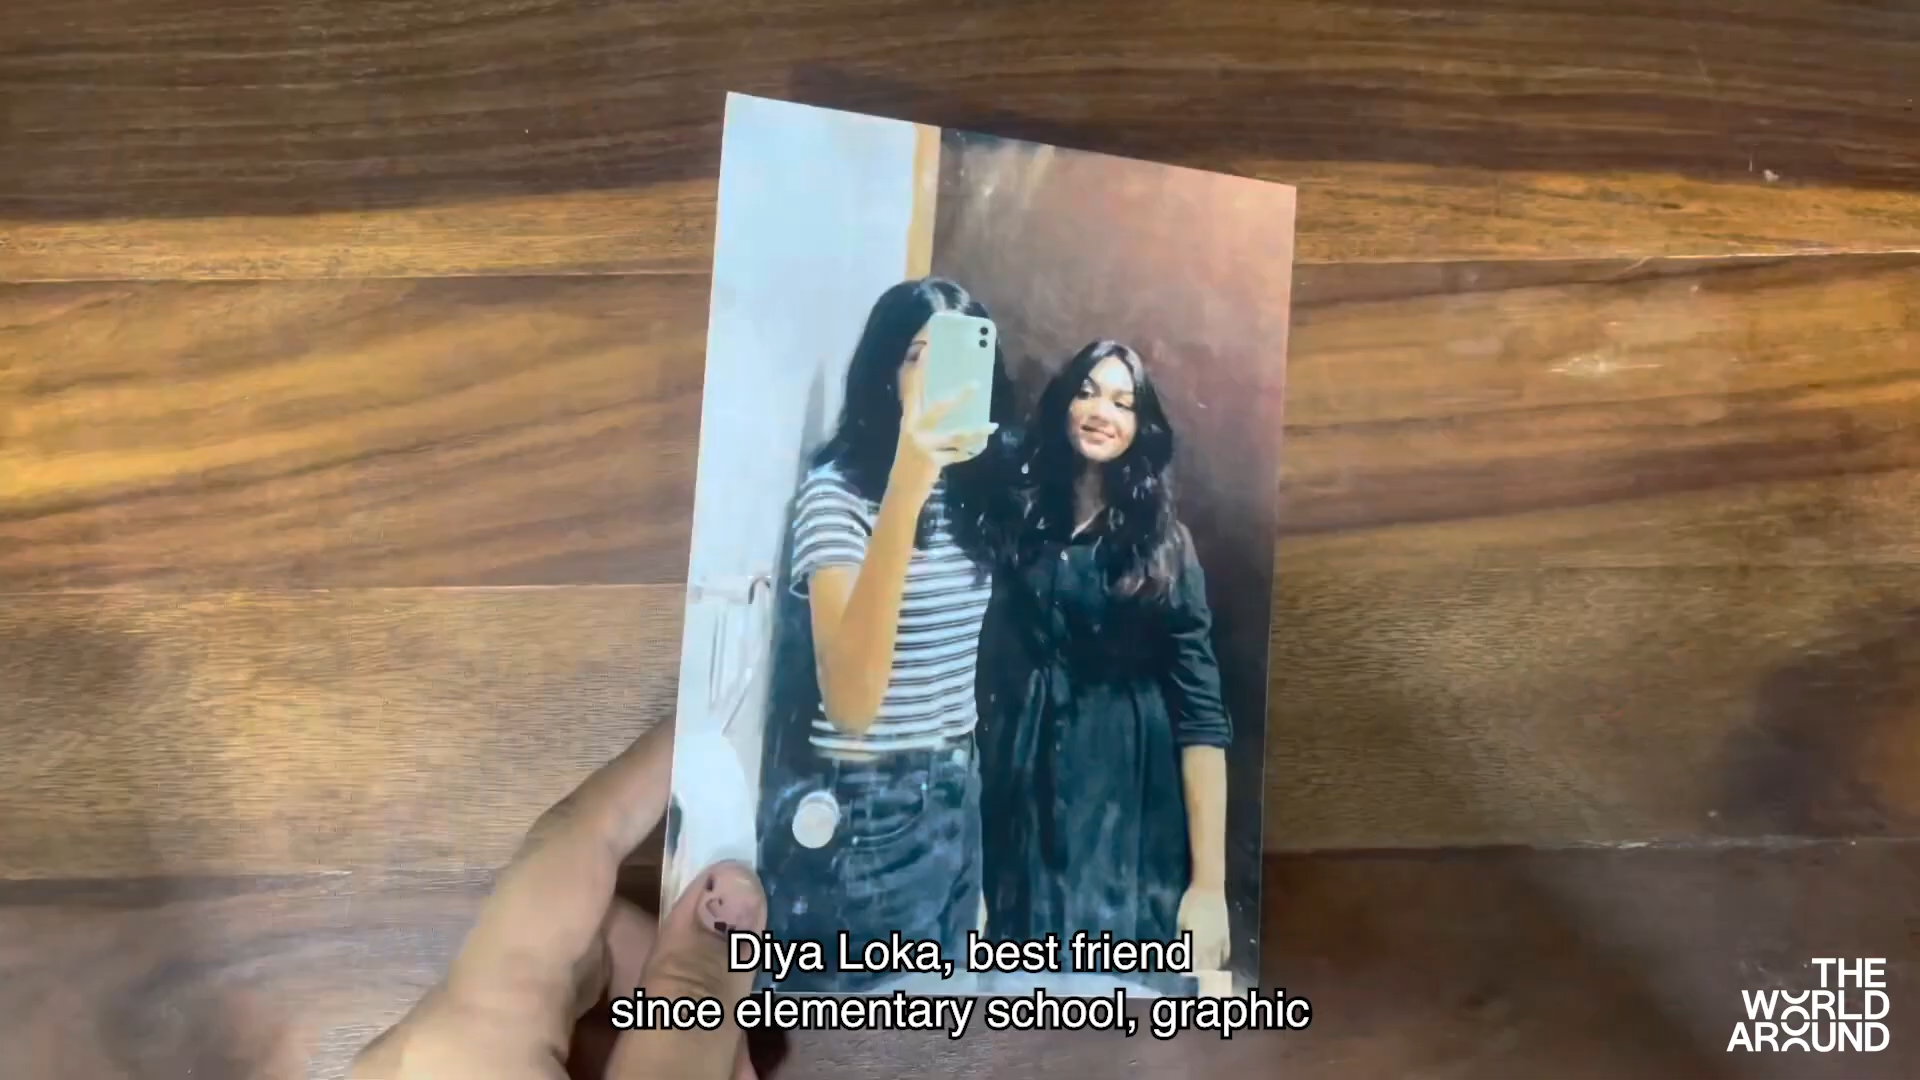 Diya Loka, best friend
since elementary school, graphic
THE
WORLD
AROUND